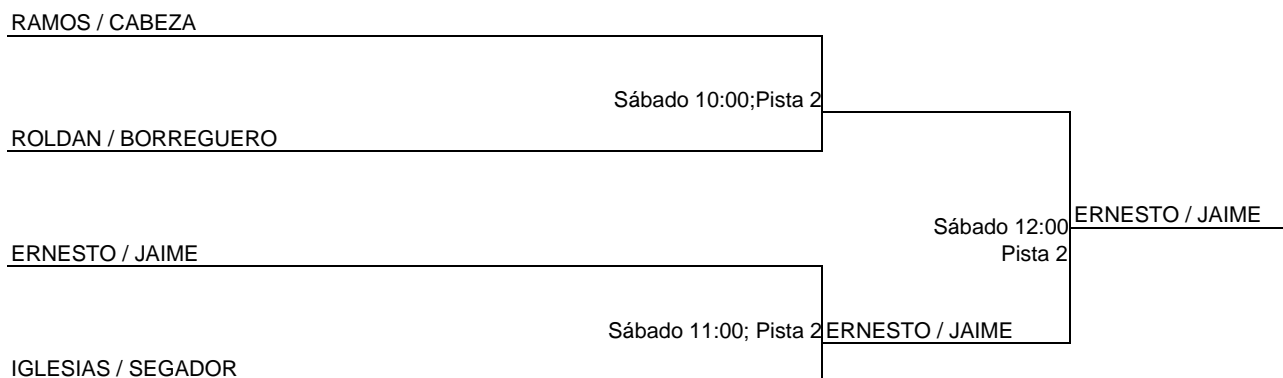 RAMOS / CABEZA
Sábado 10:00;Pista 2
ROLDAN / BORREGUERO
ERNESTO / JAIME
Sábado 12:00
Pista 2
ERNESTO / JAIME
Sábado 11:00; Pista 2
ERNESTO / JAIME
IGLESIAS / SEGADOR